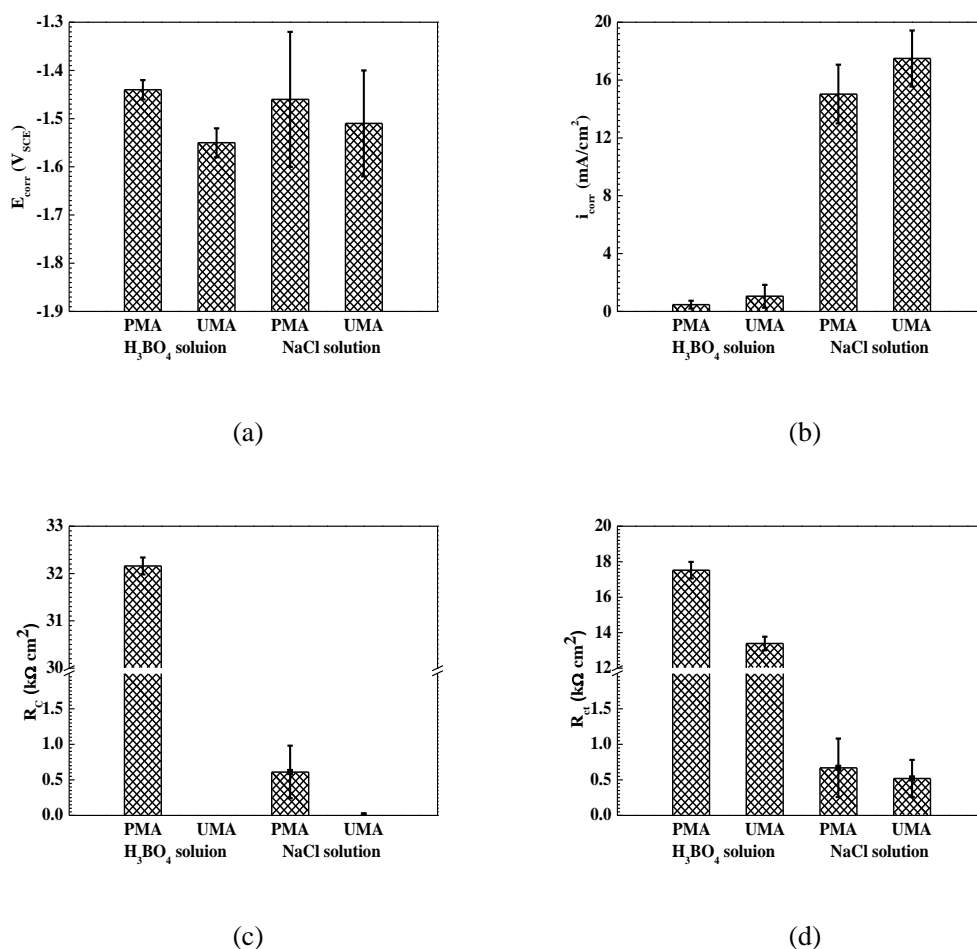 -1.3
-1.4
-1.5
-1.6
-1.7
-1.8
-1.9
E_corr (V_SCE)
PMA UMA PMA UMA
H₃BO₄ soluion NaCl solution
(a)
20
16
12
8
4
0
i_corr (mA/cm²)
PMA UMA PMA UMA
H₃BO₄ soluion NaCl solution
(b)
33
32
31
30
1.5
1.0
0.5
0.0
R_C (kΩ cm²)
PMA UMA PMA UMA
H₃BO₄ soluion NaCl solution
(c)
20
18
16
14
12
1.5
1.0
0.5
0.0
R_ct (kΩ cm²)
PMA UMA PMA UMA
H₃BO₄ soluion NaCl solution
(d)